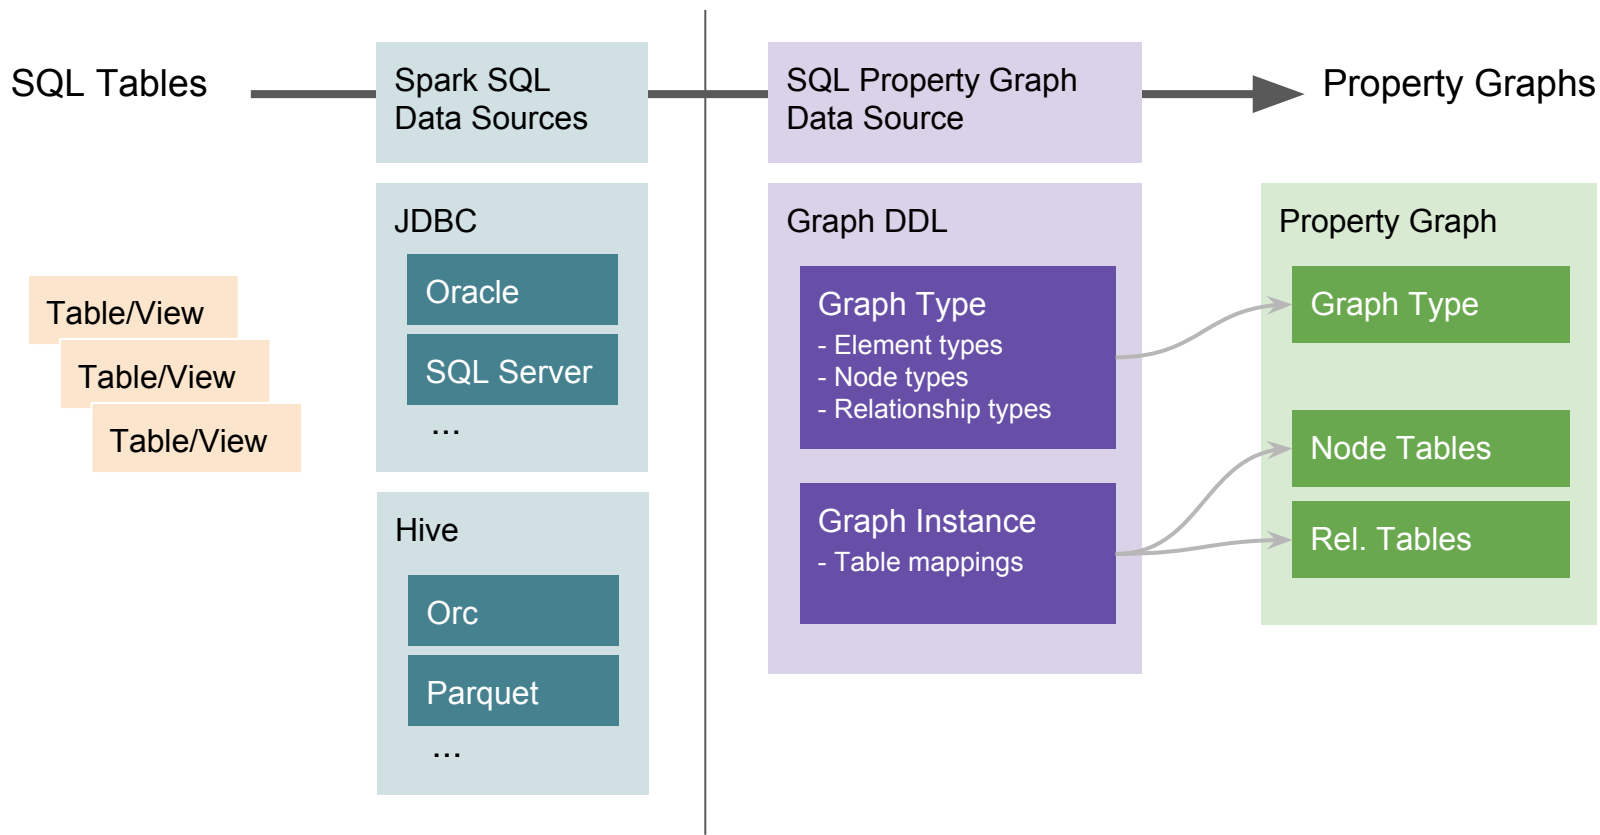 SQL Tables
Spark SQL
Data Sources
SQL Property Graph
Data Source
Property Graphs
Table/View
Table/View
Table/View
JDBC
Oracle
SQL Server
...
Hive
Orc
Parquet
...
Graph DDL
Graph Type
- Element types
- Node types
- Relationship types
Graph Instance
- Table mappings
Property Graph
Graph Type
Node Tables
Rel. Tables